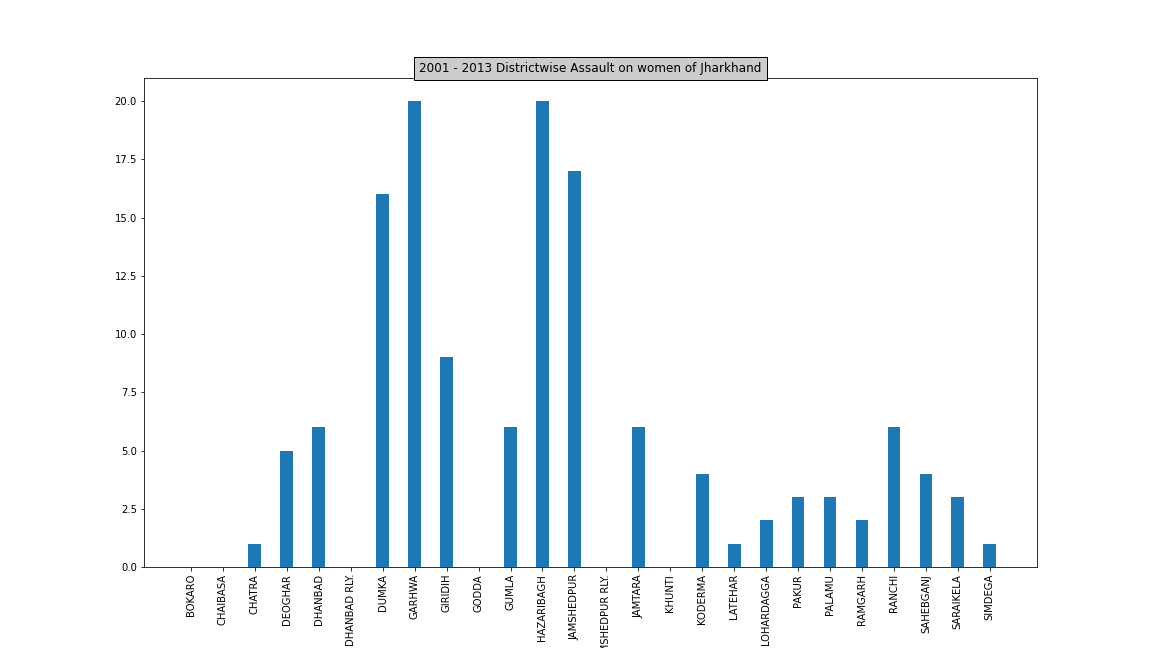 2001 - 2013 Districtwise Assault on women of Jharkhand
20.0
17.5
15.0
12.5
10.0
7.5
5.0
2.5
0.0
BOKARO
CHAIBASA
CHATRA
DEOGHAR
DHANBAD
DHANBAD RLY.
DUMKA
GARHWA
GIRIDIH
GODDA
GUMLA
HAZARIBAGH
JAMSHEDPUR
MSHEDPUR RLY.
JAMTARA
KHUNTI
KODERMA
LATEHAR
LOHARDAGGA
PAKUR
PALAMU
RAMGARH
RANCHI
SAHEBGANJ
SARAIKELA
SIMDEGA